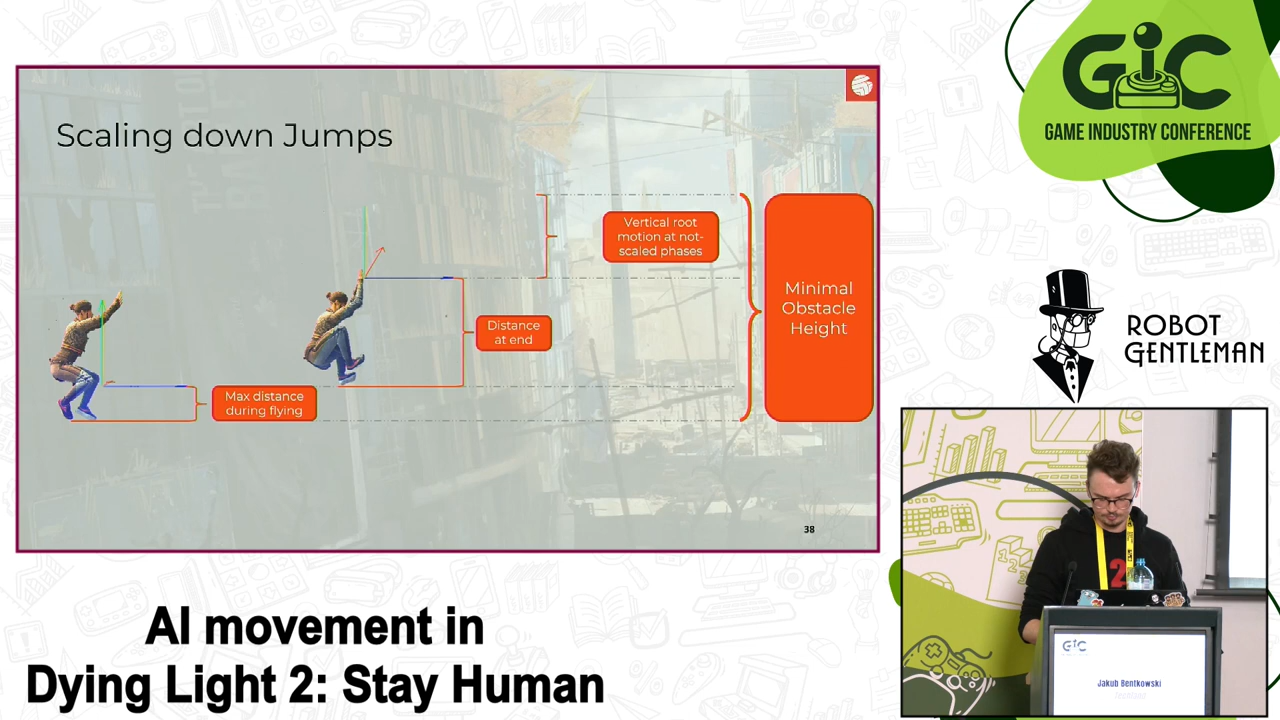 Scaling down Jumps
Vertical root
motion at not-
scaled phases
Minimal
Obstacle
Height
Distance
at end
Max distance
during flying
38
GIC
GAME INDUSTRY CONFERENCE
ROBOT
GENTLEMAN
GIC
Jakub Bentkowski
Techland
AI movement in
Dying Light 2: Stay Human